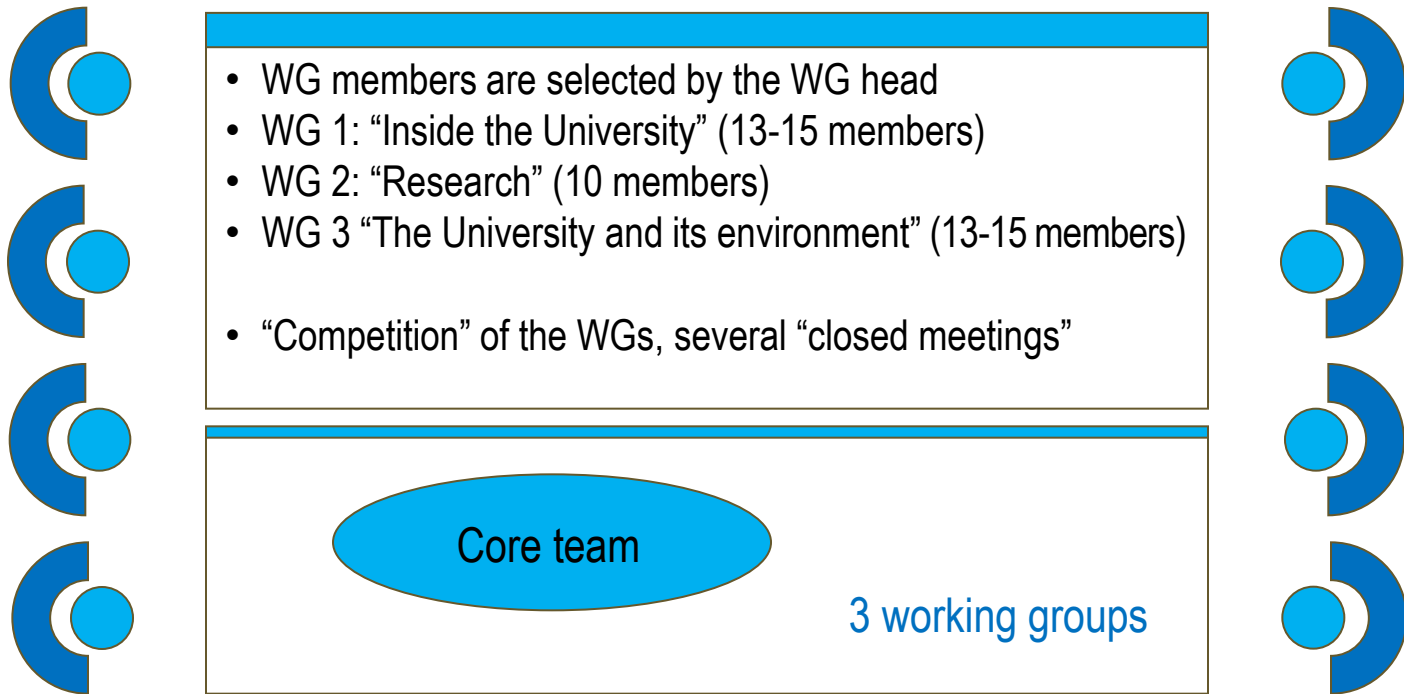 • WG members are selected by the WG head
• WG 1: “Inside the University” (13-15 members)
• WG 2: “Research” (10 members)
• WG 3 “The University and its environment” (13-15 members)
• “Competition” of the WGs, several “closed meetings”
Core team
3 working groups